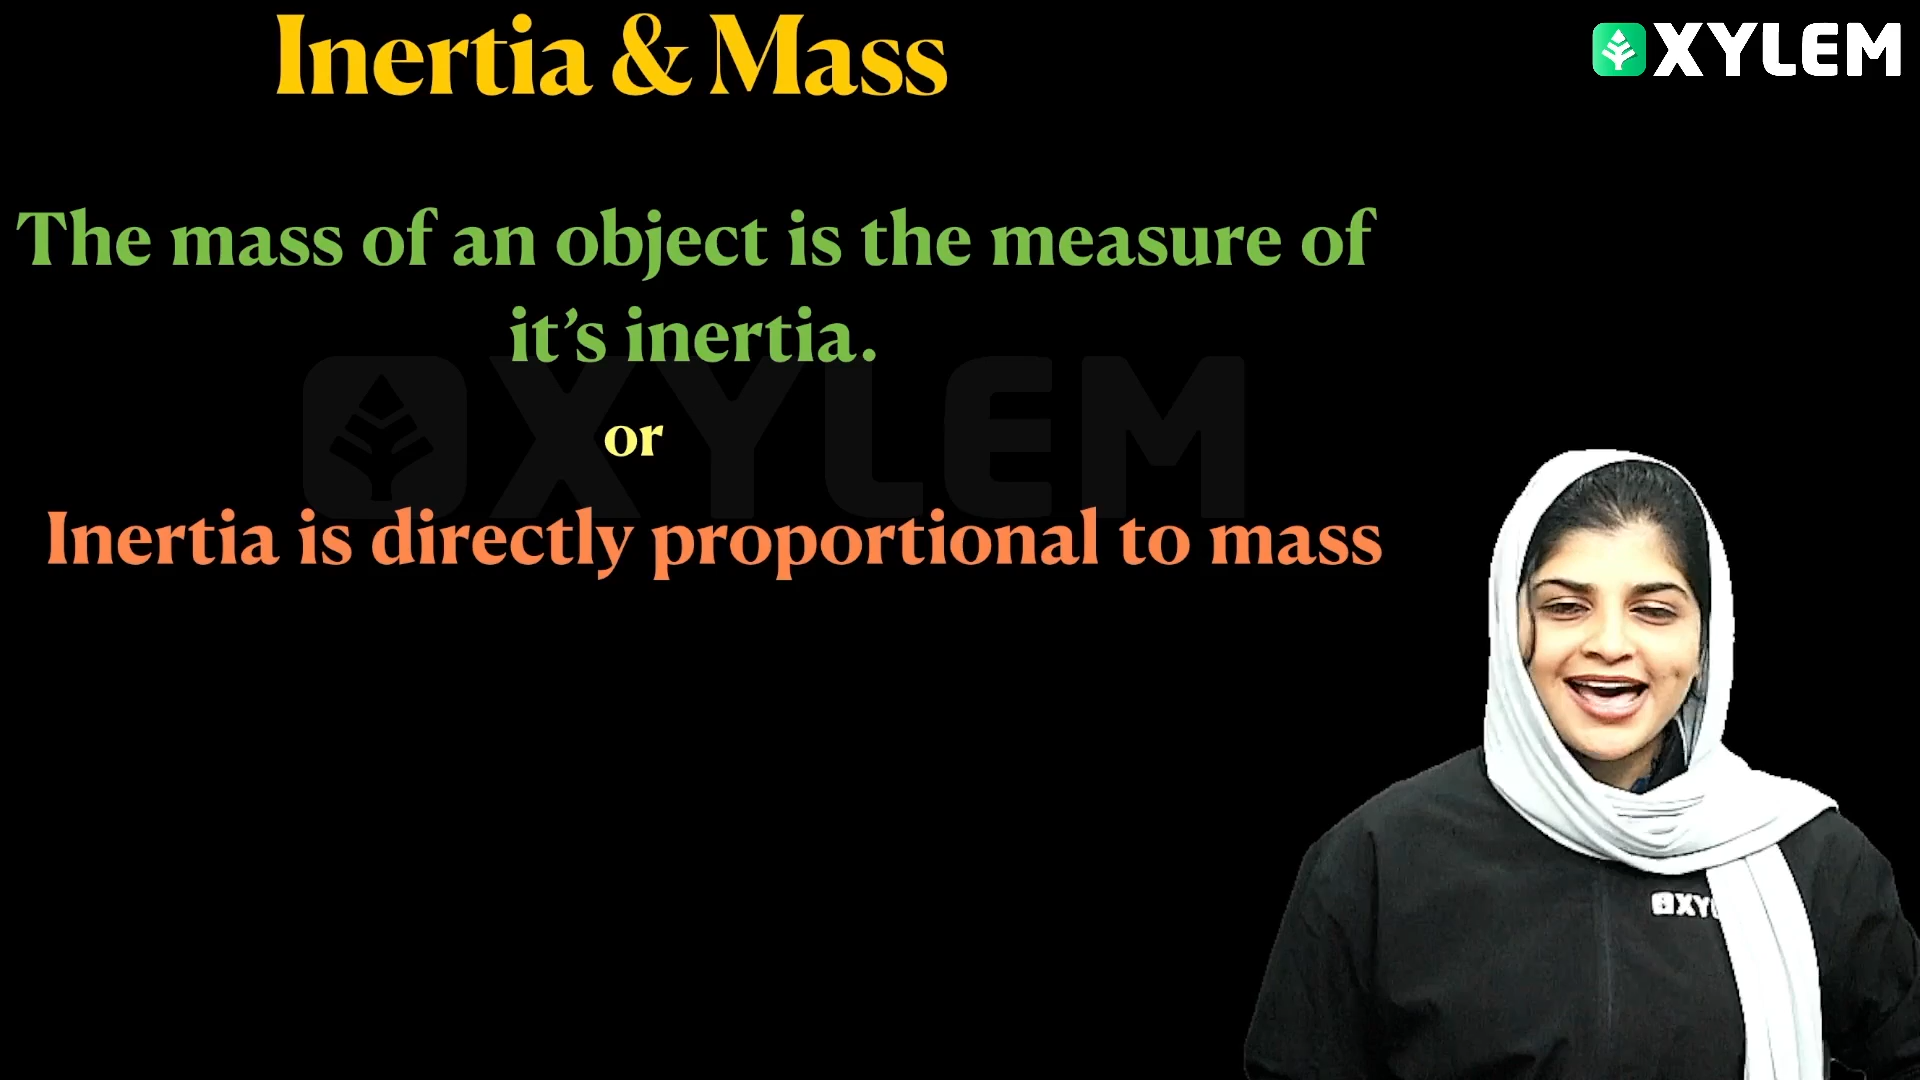 Inertia & Mass
XYLEM
The mass of an object is the measure of
it’s inertia.
XYLEM
or
Inertia is directly proportional to mass
XY